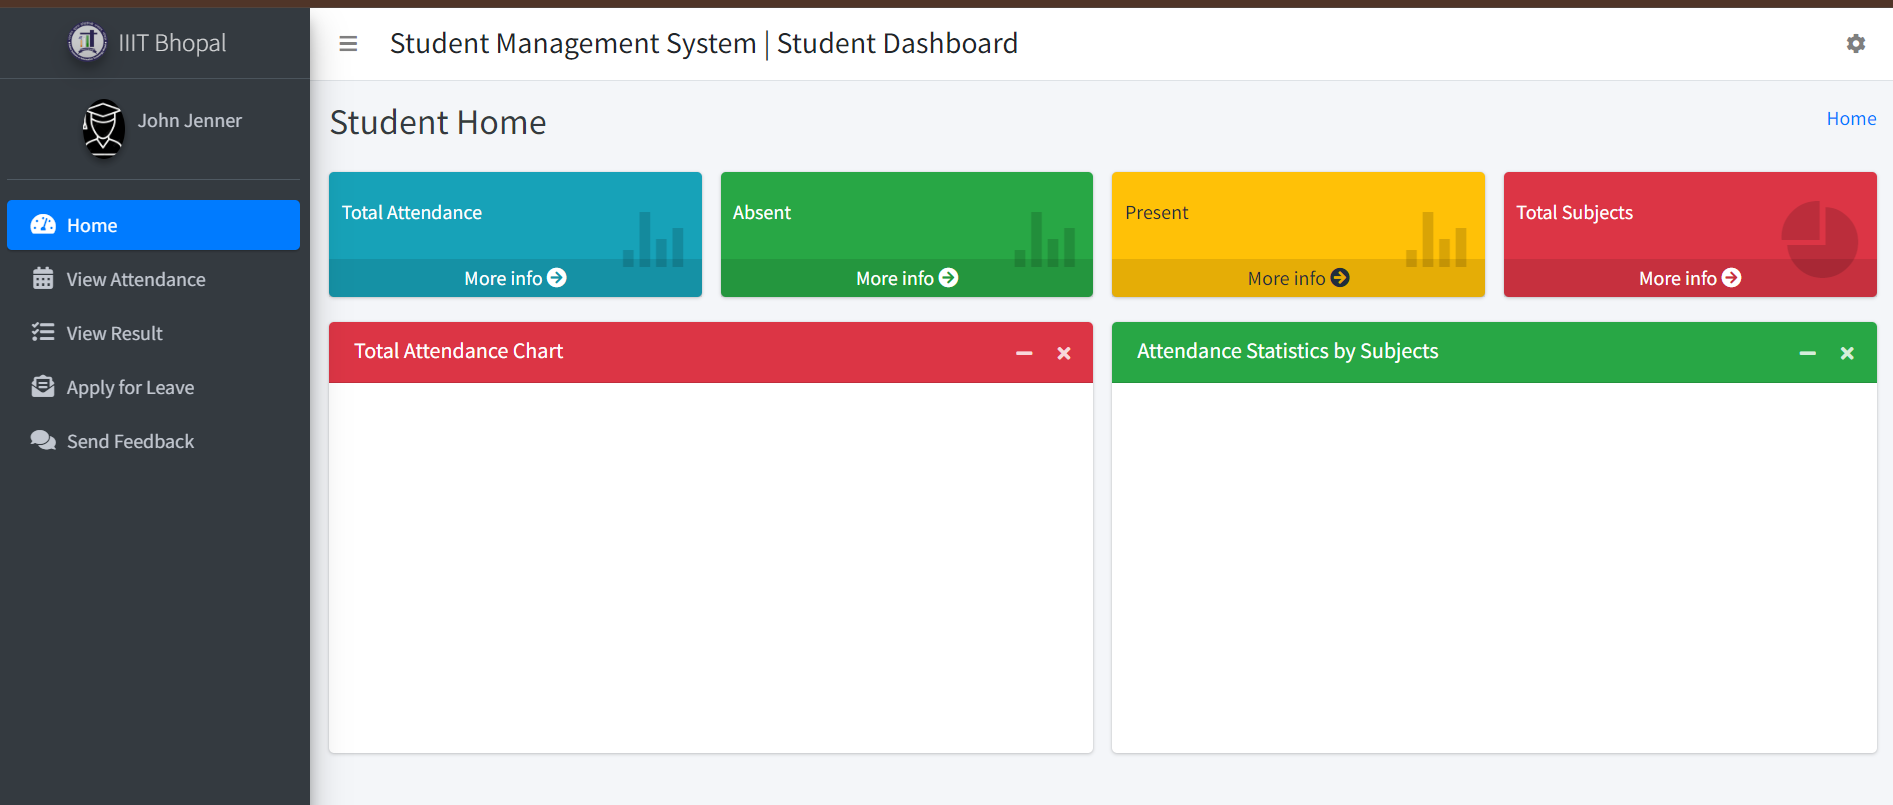 IIIT Bhopal
Student Management System | Student Dashboard
John Jenner
Student Home
Home
Home
View Attendance
View Result
Apply for Leave
Send Feedback
Total Attendance
More info
Absent
More info
Present
More info
Total Subjects
More info
Total Attendance Chart
Attendance Statistics by Subjects